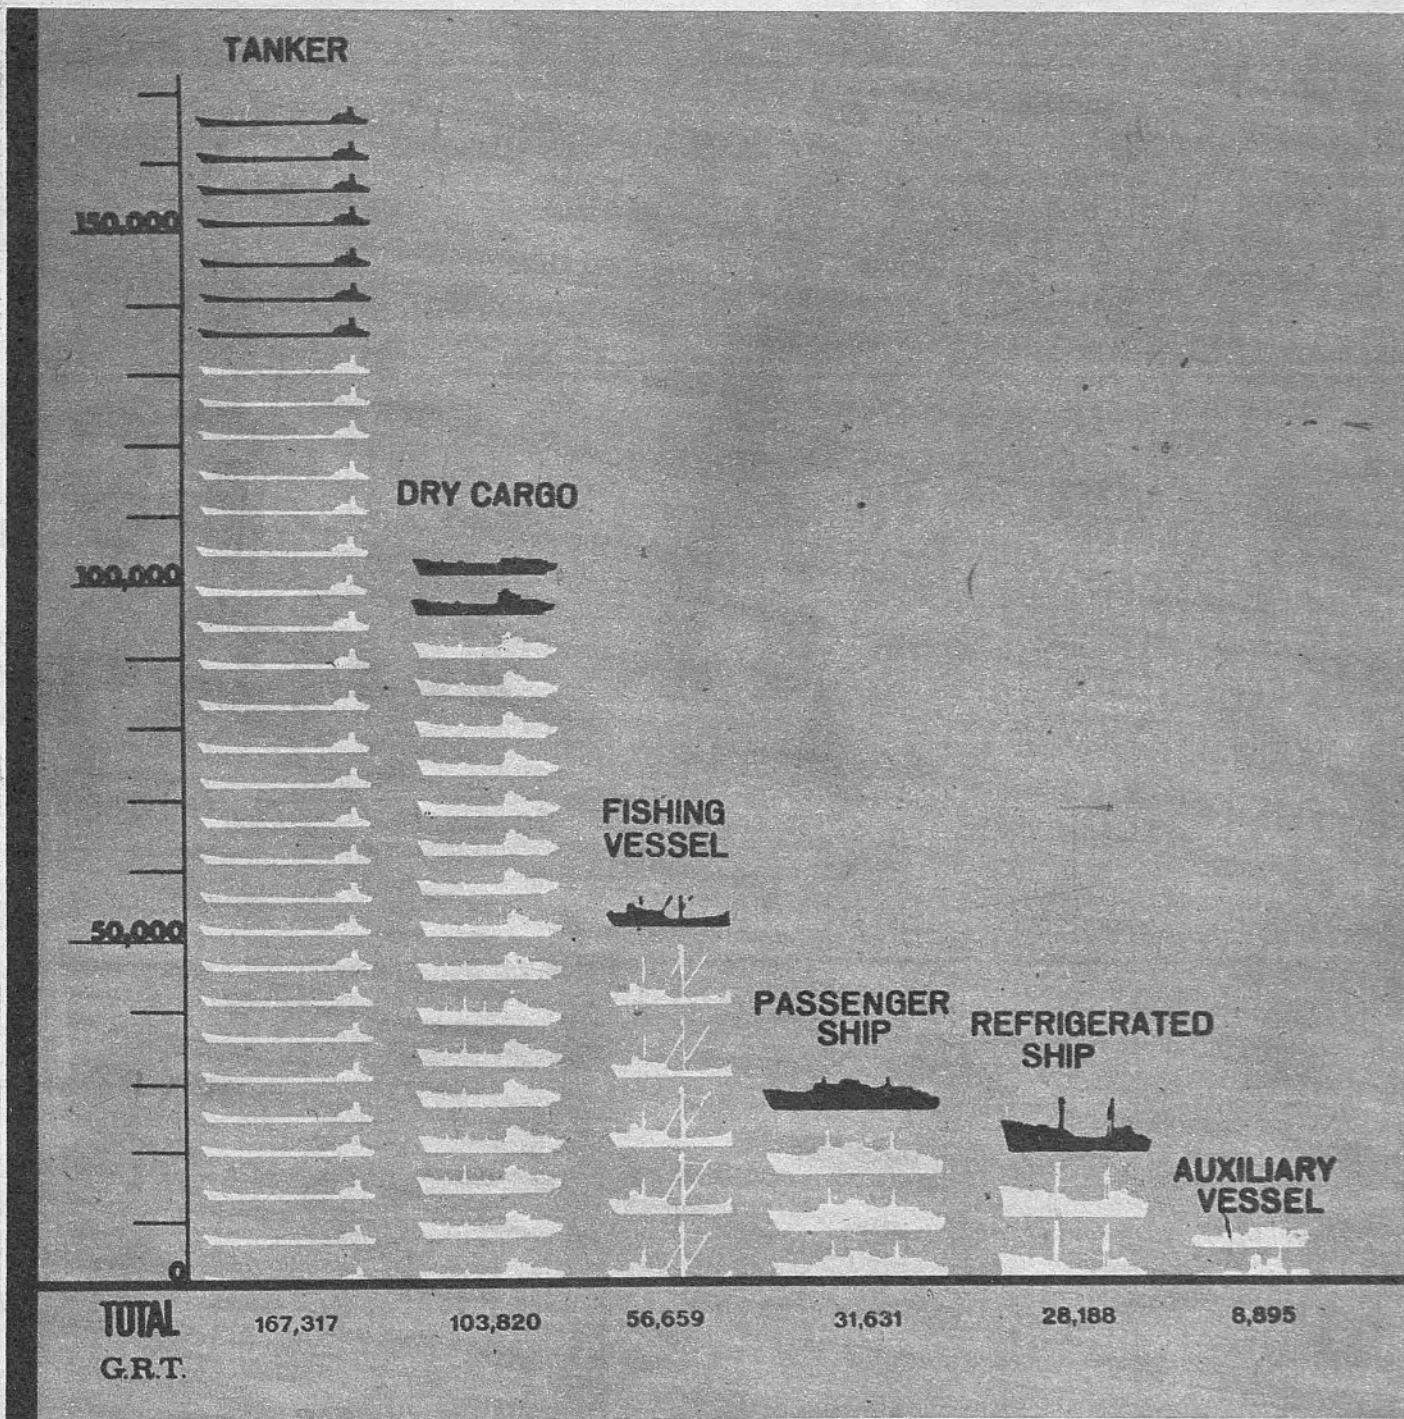 TANKER
150,000
DRY CARGO
100,000
FISHING
VESSEL
50,000
PASSENGER
SHIP
REFRIGERATED
SHIP
AUXILIARY
VESSEL
0
TOTAL 167,317 103,820 56,659 31,631 28,188 8,895
G.R.T.